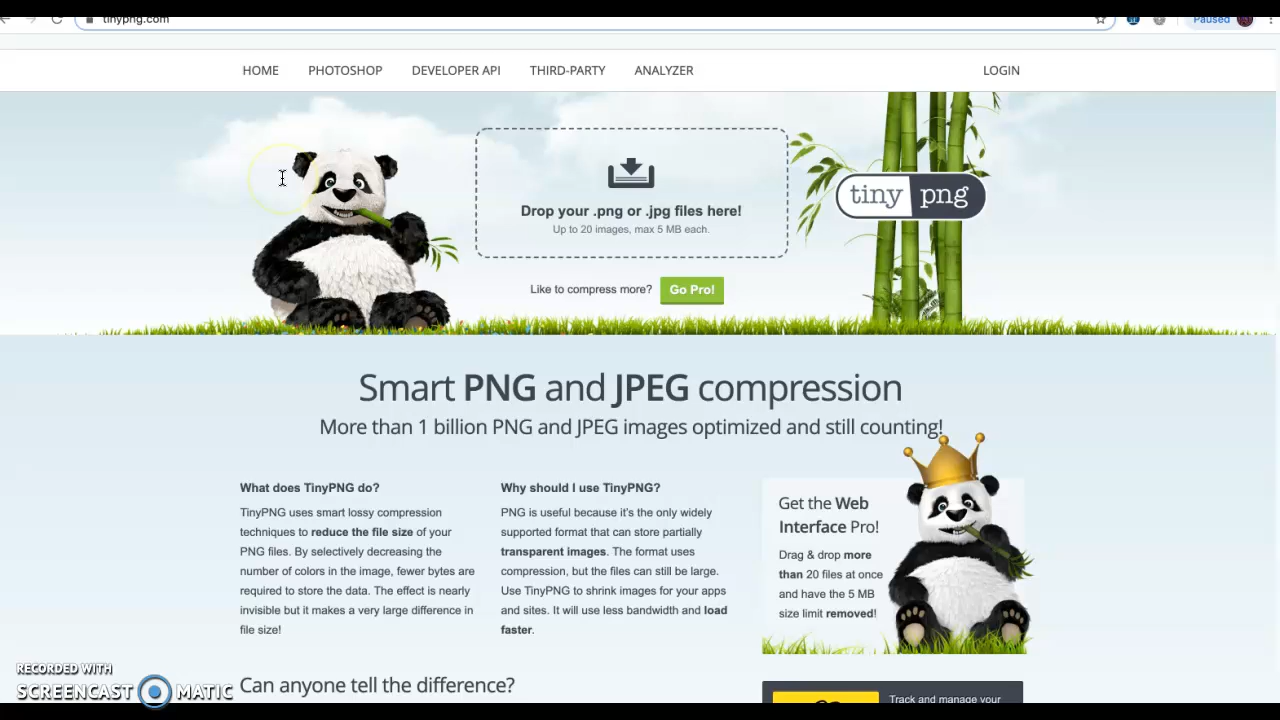 tinypng.com
Paused
HOME PHOTOSHOP DEVELOPER API THIRD-PARTY ANALYZER LOGIN
Drop your .png or .jpg files here!
Up to 20 images, max 5 MB each.
tiny png
Like to compress more? Go Pro!
Smart PNG and JPEG compression
More than 1 billion PNG and JPEG images optimized and still counting!
What does TinyPNG do?
TinyPNG uses smart lossy compression
techniques to reduce the file size of your
PNG files. By selectively decreasing the
number of colors in the image, fewer bytes are
required to store the data. The effect is nearly
invisible but it makes a very large difference in
file size!
Why should I use TinyPNG?
PNG is useful because it's the only widely
supported format that can store partially
transparent images. The format uses
compression, but the files can still be large.
Use TinyPNG to shrink images for your apps
and sites. It will use less bandwidth and load
faster.
Get the Web
Interface Pro!
Drag & drop more
than 20 files at once
and have the 5 MB
size limit removed!
Can anyone tell the difference?
Track and manage your
RECORDED WITH
SCREENCAST MATIC